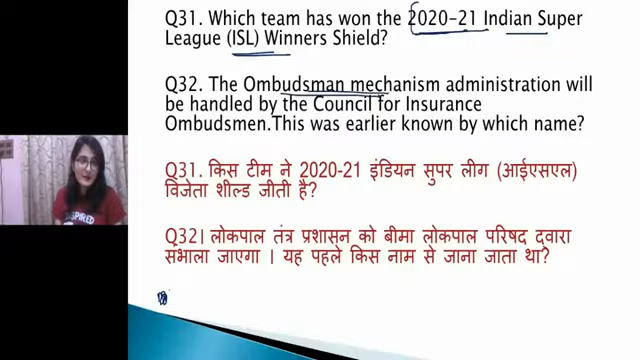 Q31. Which team has won the 2020-21 Indian Super
League (ISL) Winners Shield?
Q32. The Ombudsman mechanism administration will
be handled by the Council for Insurance
Ombudsmen.This was earlier known by which name?
Q31. किस टीम ने 2020-21 इंडियन सुपर लीग (आईएसएल)
विजेता शील्ड जीती है?
Q32। लोकपाल तंत्र प्रशासन को बीमा लोकपाल परिषद द्वारा
संभाला जाएगा । यह पहले किस नाम से जाना जाता था?